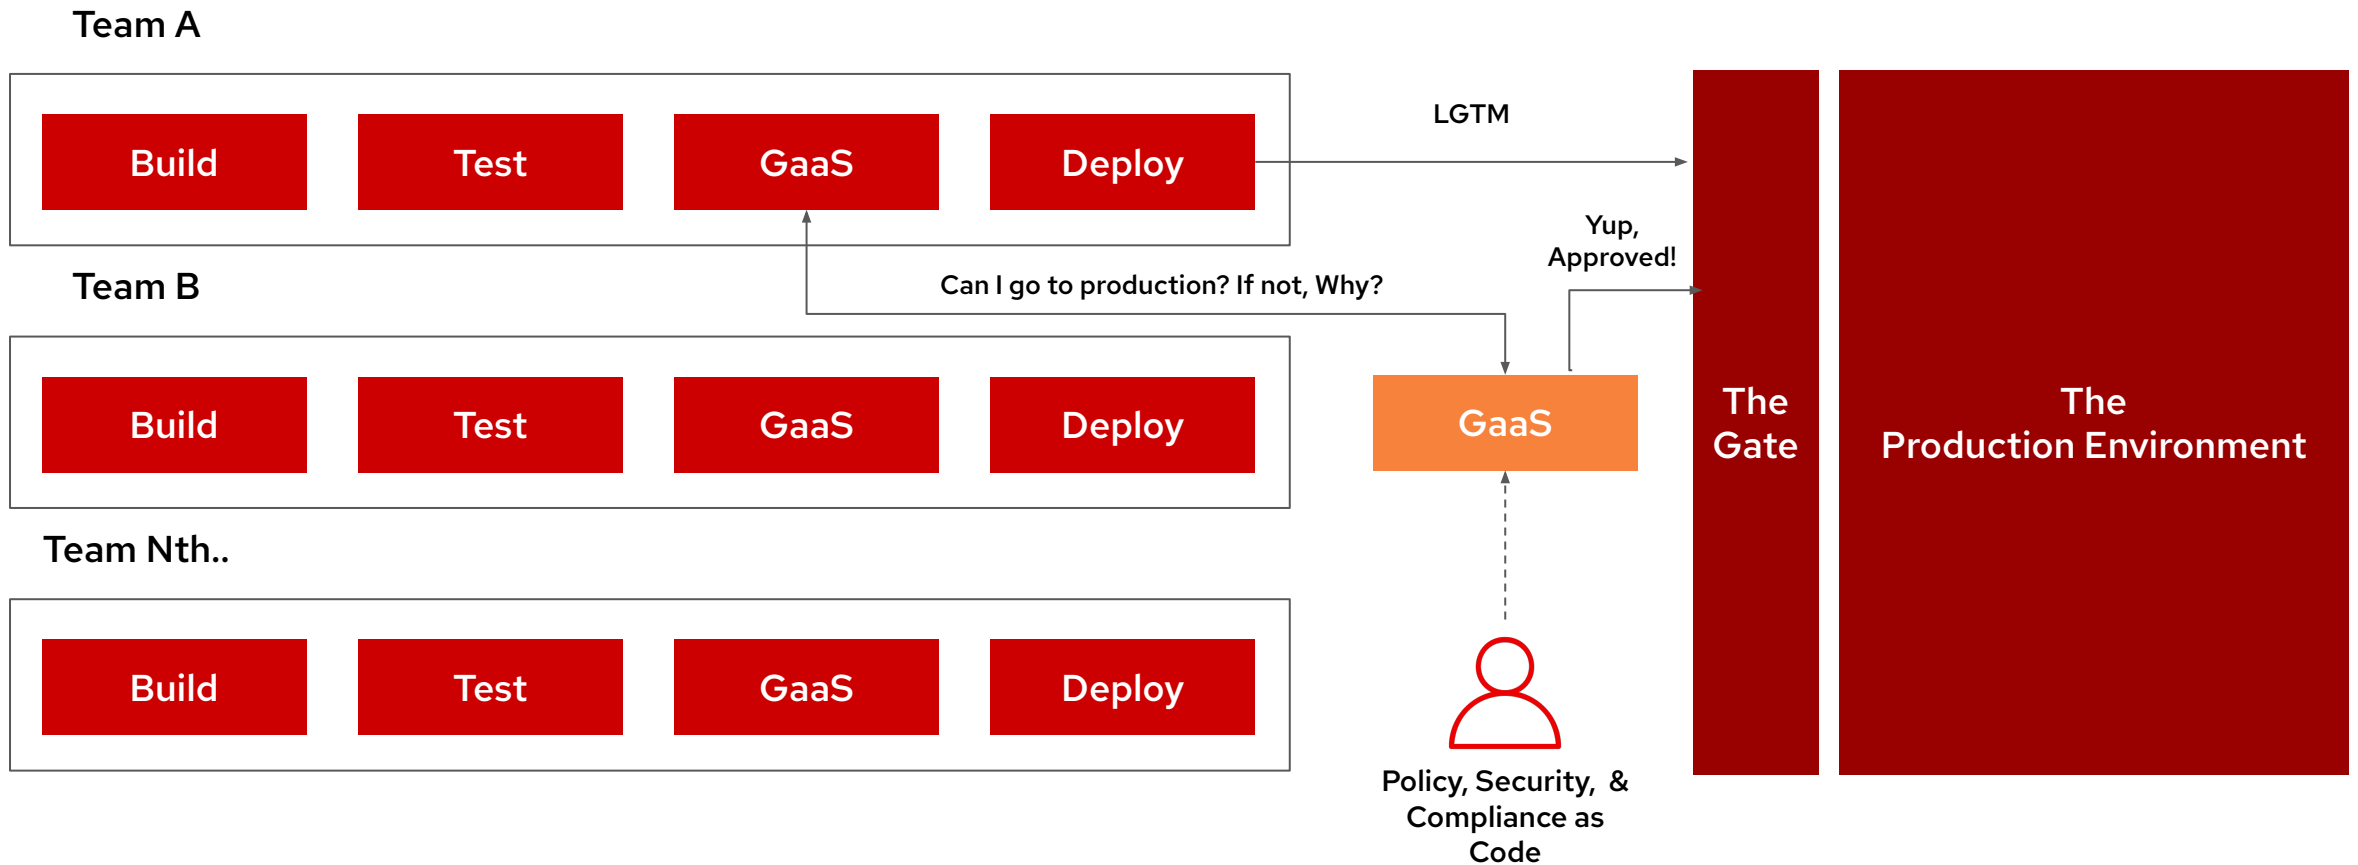 Team A
Build
Test
GaaS
Deploy
LGTM
Yup,
Approved!
Team B
Can I go to production? If not, Why?
Build
Test
GaaS
Deploy
GaaS
The
Gate
The
Production Environment
Team Nth..
Build
Test
GaaS
Deploy
Policy, Security, &
Compliance as
Code